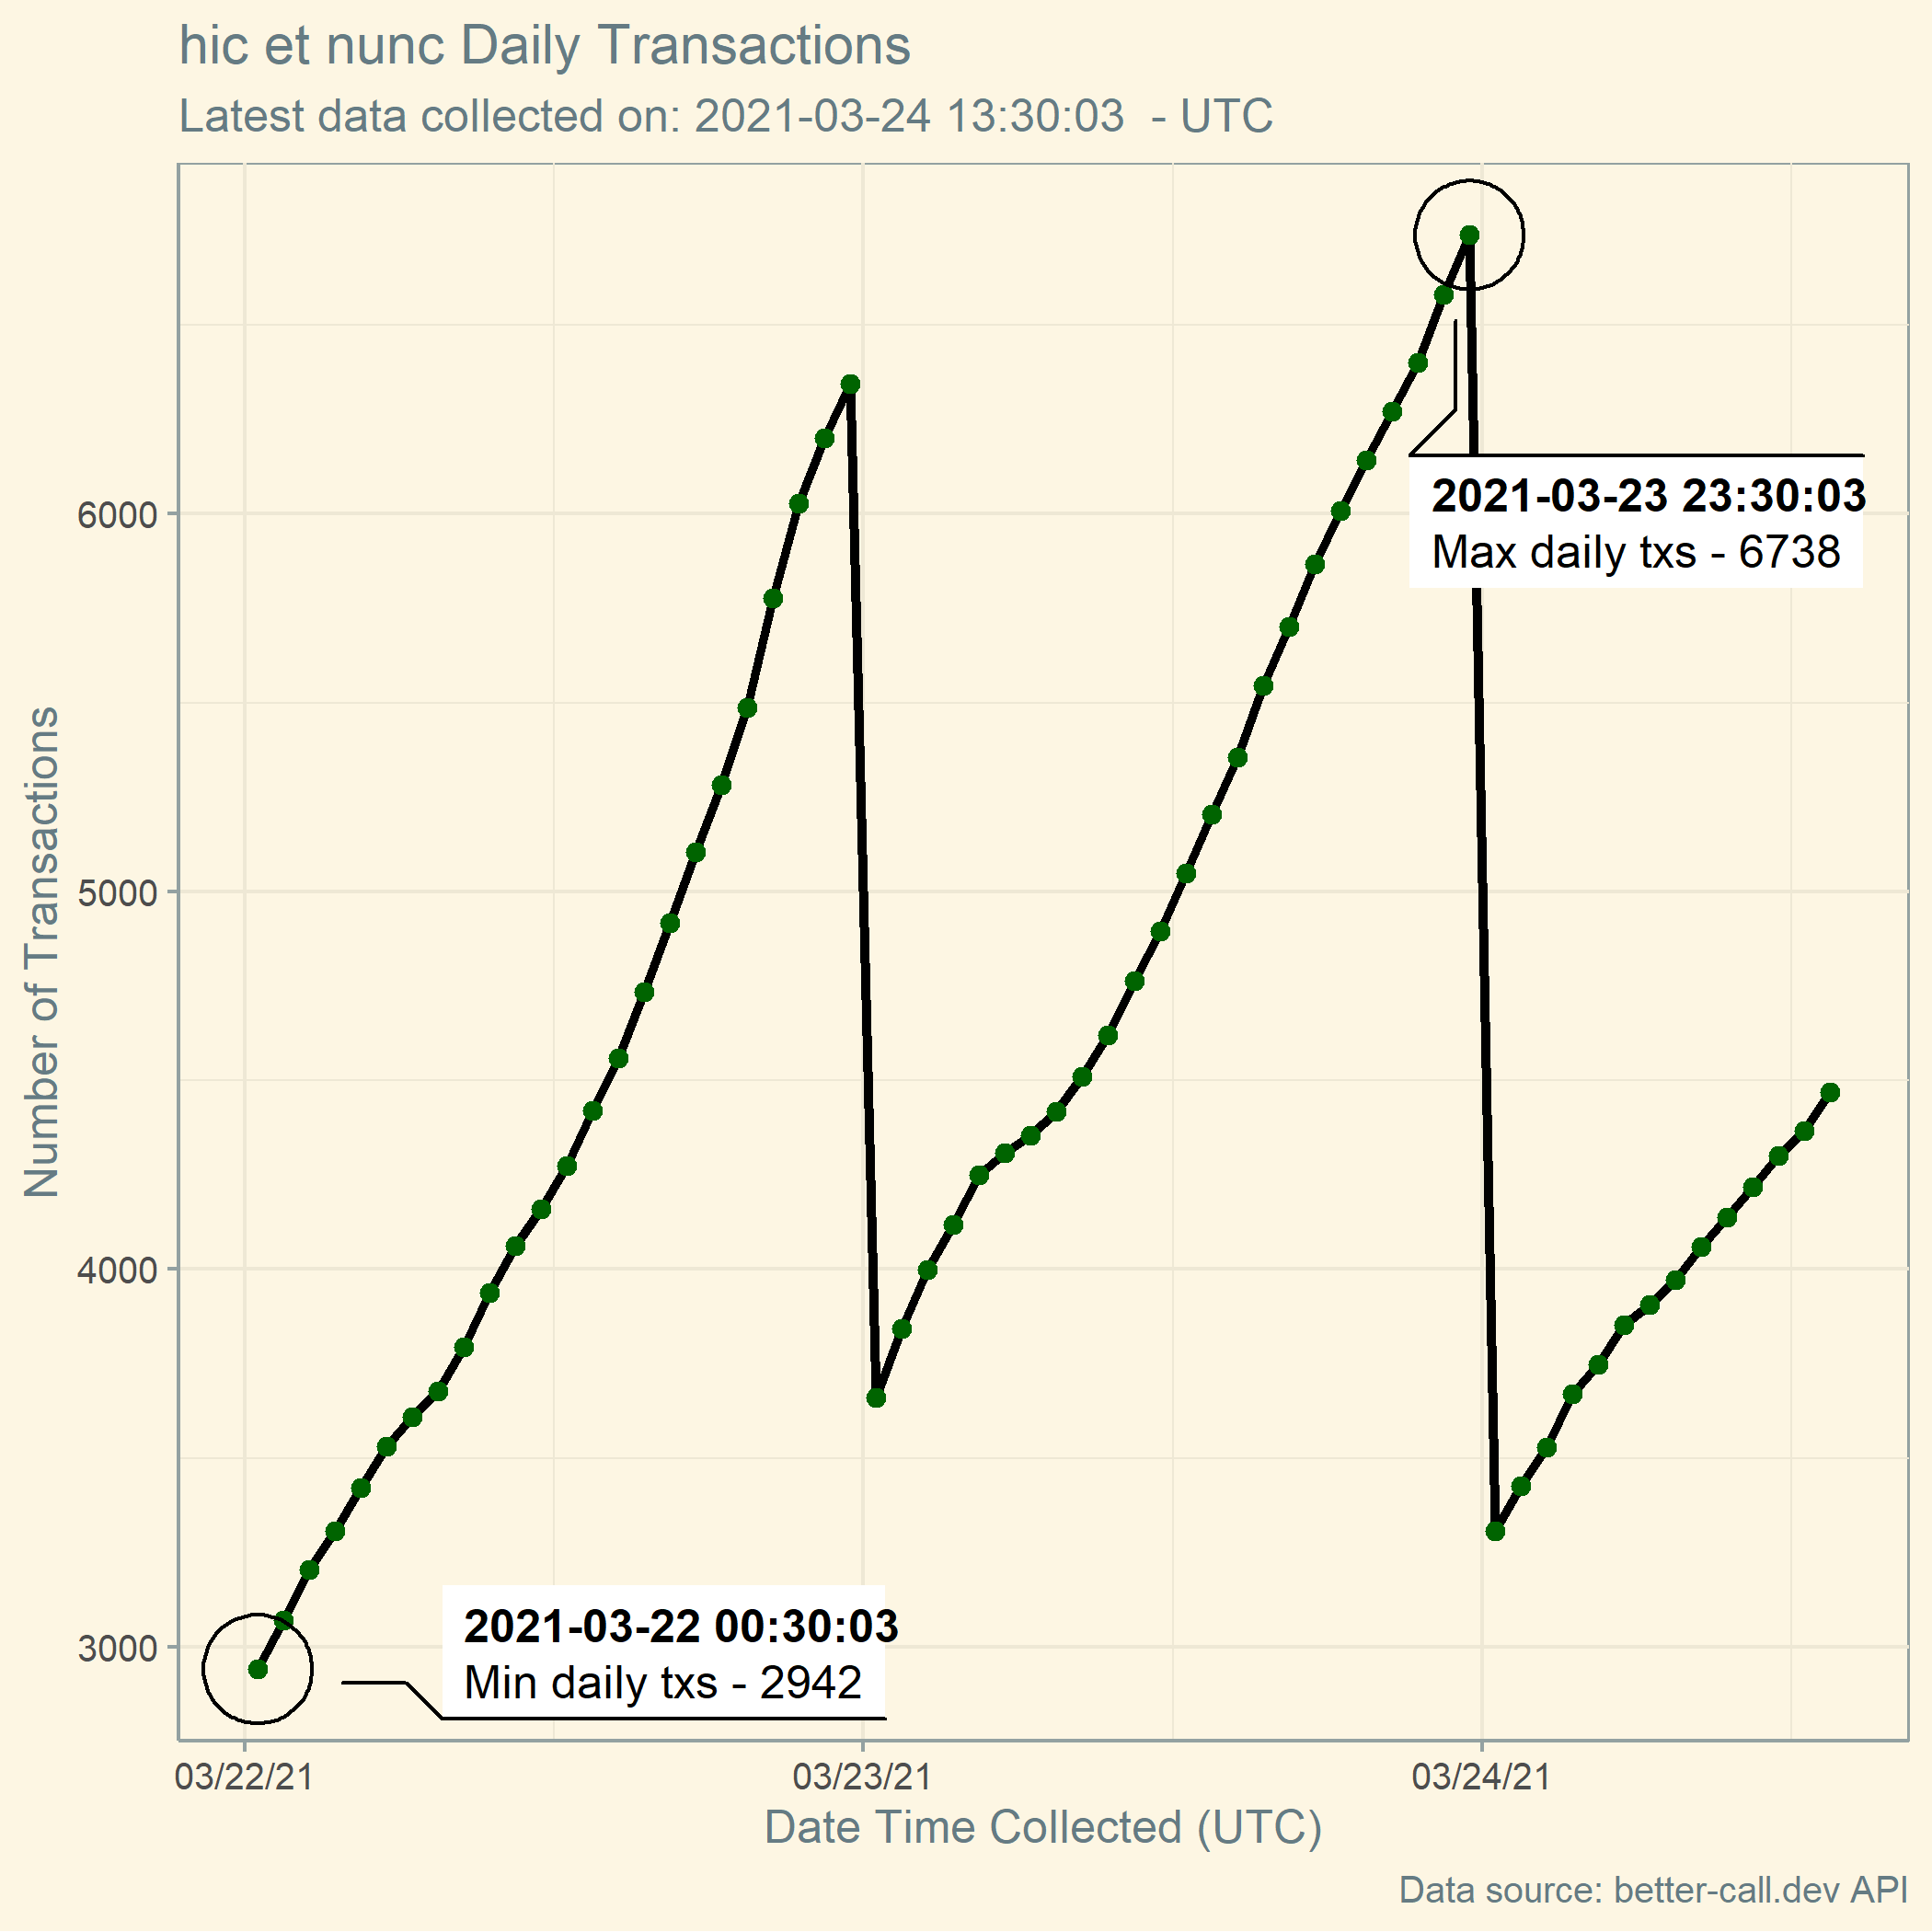 hic et nunc Daily Transactions
Latest data collected on: 2021-03-24 13:30:03  - UTC
Number of Transactions
6000
5000
4000
3000
2021-03-23 23:30:03
Max daily txs - 6738
2021-03-22 00:30:03
Min daily txs - 2942
03/22/21
03/23/21
03/24/21
Date Time Collected (UTC)
Data source: better-call.dev API